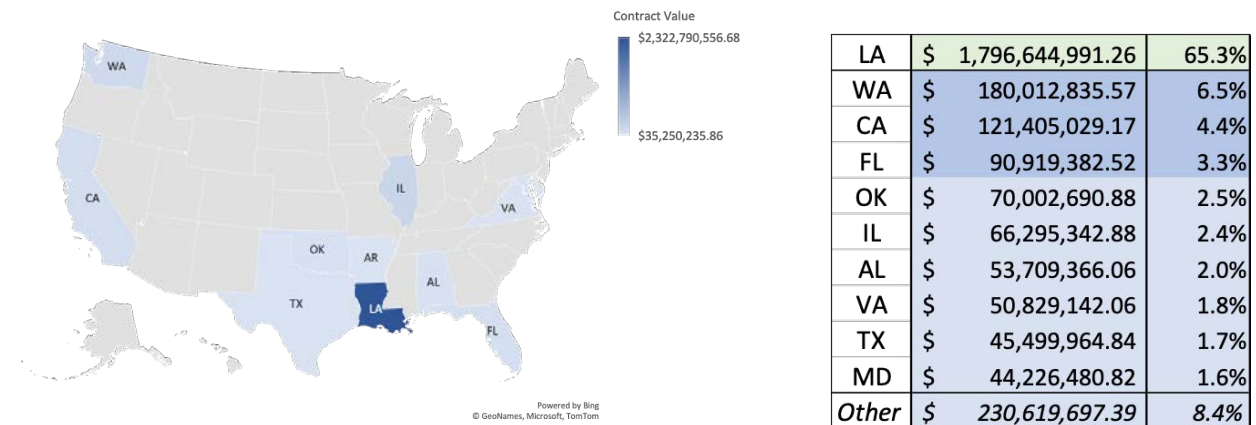 Contract Value
$2,322,790,556.68
$35,250,235.86
WA
CA
IL
VA
OK
AR
AL
TX
LA
FL
Powered by Bing
© GeoNames, Microsoft, TomTom
LA $ 1,796,644,991.26 65.3%
WA $ 180,012,835.57 6.5%
CA $ 121,405,029.17 4.4%
FL $ 90,919,382.52 3.3%
OK $ 70,002,690.88 2.5%
IL $ 66,295,342.88 2.4%
AL $ 53,709,366.06 2.0%
VA $ 50,829,142.06 1.8%
TX $ 45,499,964.84 1.7%
MD $ 44,226,480.82 1.6%
Other $ 230,619,697.39 8.4%